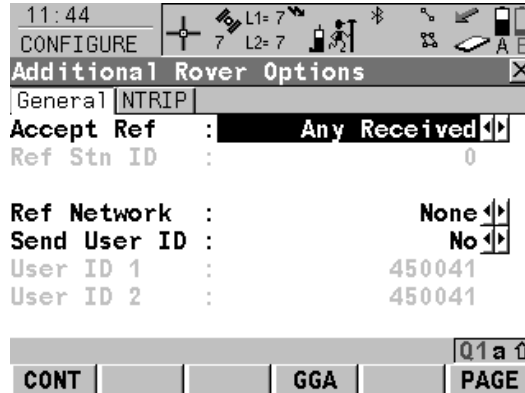 11:44
CONFIGURE
7
L1= 7
L2= 7
A
Additional Rover Options
General NTRIP
Accept Ref : Any Received
Ref Stn ID : 0
Ref Network : None
Send User ID : No
User ID 1 : 450041
User ID 2 : 450041
Q1 a
CONT GGA PAGE